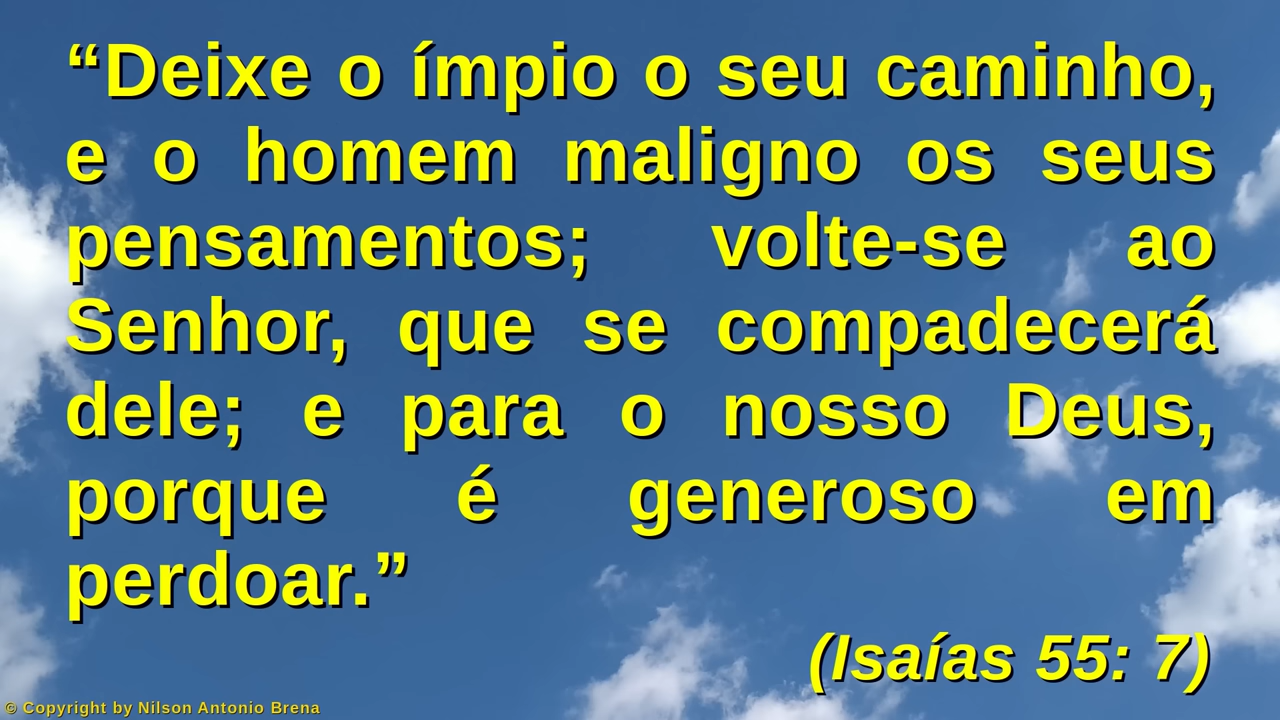 “Deixe o ímpio o seu caminho,
e o homem maligno os seus
pensamentos; volte-se ao
Senhor, que se compadecerá
dele; e para o nosso Deus,
porque é generoso em
perdoar.”
(Isaías 55: 7)
© Copyright by Nilson Antonio Brena